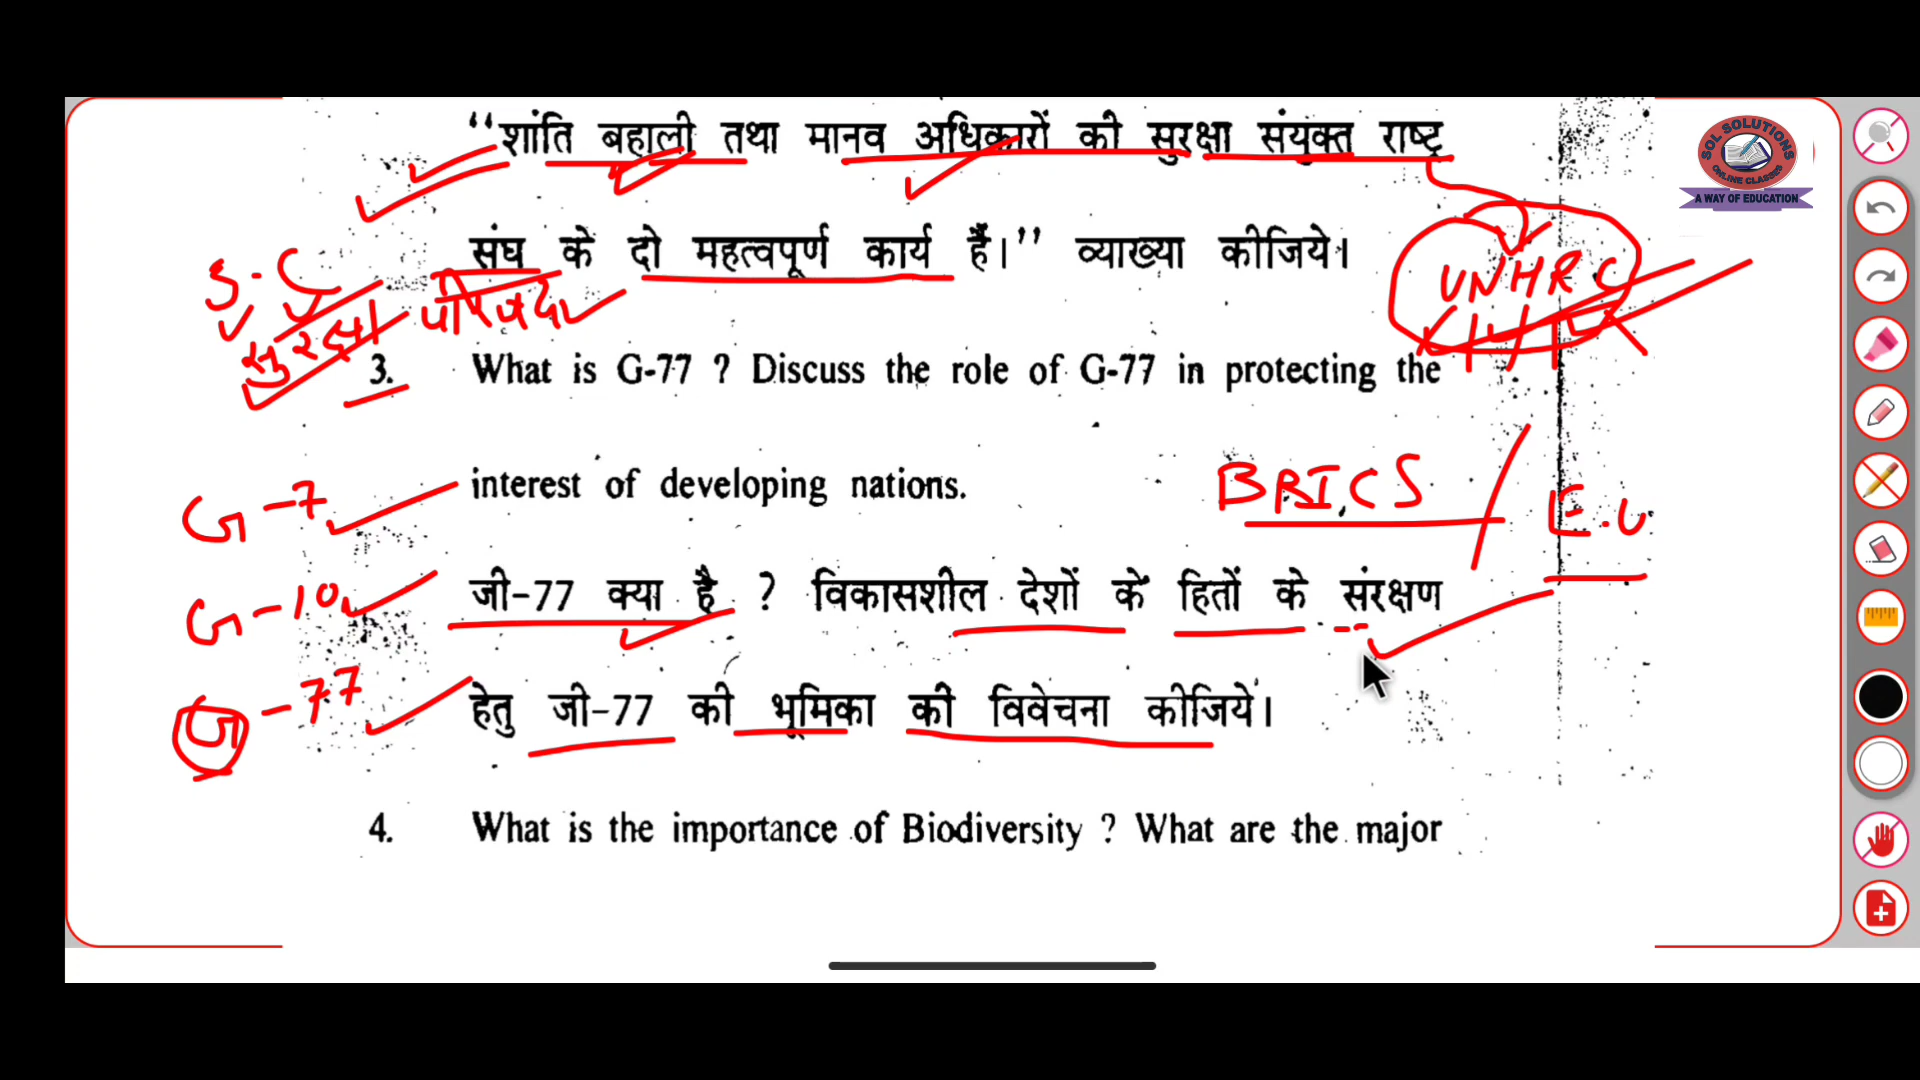 “शांति बहाली तथा मानव अधिकारों की सुरक्षा संयुक्त राष्ट्र
SOL SOLUTIONS
ONLINE CLASSES
A WAY OF EDUCATION
संघ के दो महत्वपूर्ण कार्य हैं।” व्याख्या कीजिये।
S.C
UNHRC
सुरक्षा परिषद
3. What is G-77 ? Discuss the role of G-77 in protecting the
interest of developing nations.
BRICS / E.U
G-7
जी-77 क्या है ? विकासशील देशों के हितों के संरक्षण
G-10
हेतु जी-77 की भूमिका की विवेचना कीजिये।
G-77
4. What is the importance of Biodiversity ? What are the major